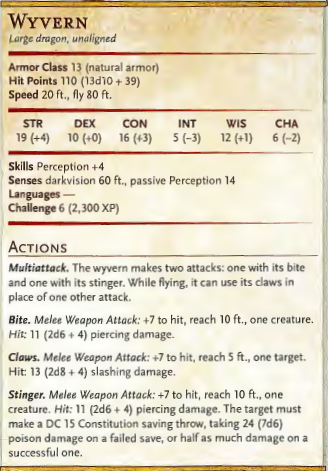 WYVERN
Large dragon, unaligned
Armor Class 13 (natural armor)
Hit Points 110 (13d10 + 39)
Speed 20 ft., fly 80 ft.
STR DEX CON INT WIS CHA
19 (+4) 10 (+0) 16 (+3) 5 (−3) 12 (+1) 6 (−2)
Skills Perception +4
Senses darkvision 60 ft., passive Perception 14
Languages —
Challenge 6 (2,300 XP)
ACTIONS
Multiattack. The wyvern makes two attacks: one with its bite
and one with its stinger. While flying, it can use its claws in
place of one other attack.
Bite. Melee Weapon Attack: +7 to hit, reach 10 ft., one creature.
Hit: 11 (2d6 + 4) piercing damage.
Claws. Melee Weapon Attack: +7 to hit, reach 5 ft., one target.
Hit: 13 (2d8 + 4) slashing damage.
Stinger. Melee Weapon Attack: +7 to hit, reach 10 ft., one
creature. Hit: 11 (2d6 + 4) piercing damage. The target must
make a DC 15 Constitution saving throw, taking 24 (7d6)
poison damage on a failed save, or half as much damage on a
successful one.